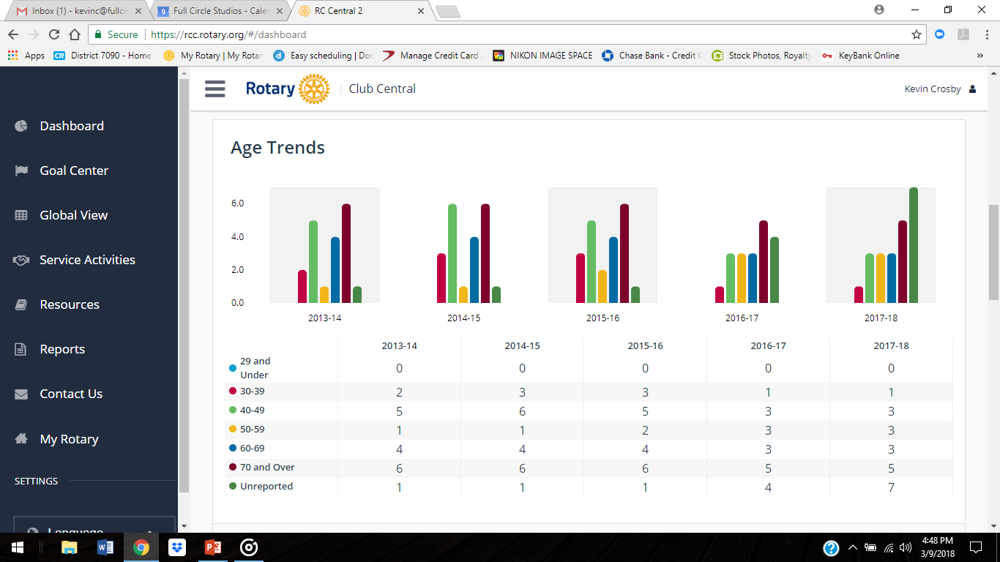 Inbox (1) - kevinc@fullcir
Full Circle Studios - Caler
RC Central 2
Secure
https://rcc.rotary.org/#/dashboard
Apps
CR
District 7090 - Home
My Rotary | My Rotar
Easy scheduling | Doc
Manage Credit Card A
NIKON IMAGE SPACE
Chase Bank - Credit C
Stock Photos, Royalty
KeyBank Online
»
Rotary
Club Central
Kevin Crosby
Dashboard
Goal Center
Global View
Service Activities
Resources
Reports
Contact Us
My Rotary
SETTINGS
Language
Age Trends
6.0
4.0
2.0
0.0
2013-14 2014-15 2015-16 2016-17 2017-18
2013-14 2014-15 2015-16 2016-17 2017-18
29 and
Under 0 0 0 0 0
30-39 2 3 3 1 1
40-49 5 6 5 3 3
50-59 1 1 2 3 3
60-69 4 4 4 3 3
70 and Over 6 6 6 5 5
Unreported 1 1 1 4 7
4:48 PM
3/9/2018